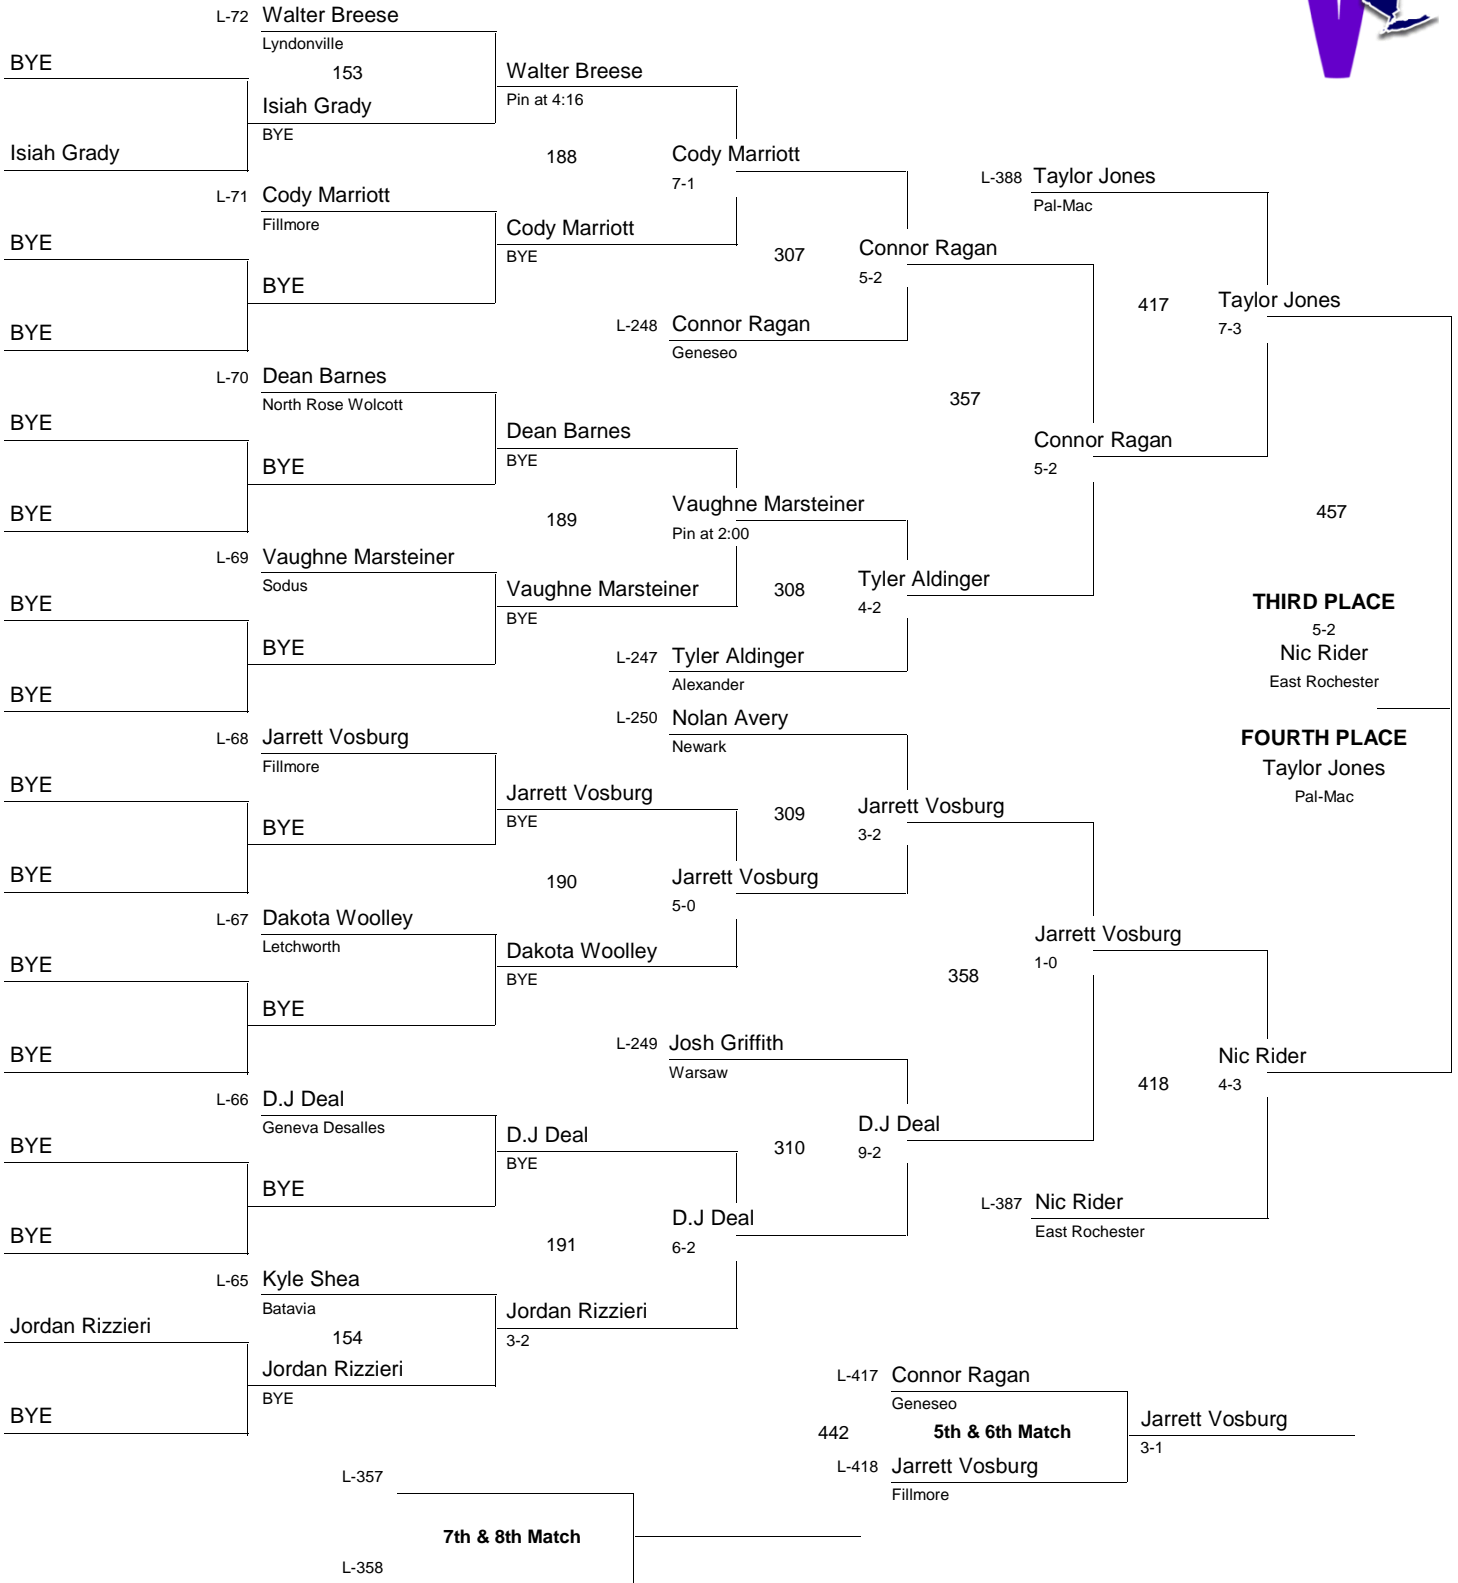 L-72 Walter Breese
Lyndonville
BYE
153
Walter Breese
Pin at 4:16
Isiah Grady
BYE
Isiah Grady
188
Cody Marriott
7-1
L-388 Taylor Jones
Pal-Mac
L-71 Cody Marriott
Fillmore
Cody Marriott
BYE
BYE
307
Connor Ragan
5-2
BYE
417
Taylor Jones
7-3
L-248 Connor Ragan
Geneseo
BYE
L-70 Dean Barnes
North Rose Wolcott
357
BYE
Dean Barnes
BYE
Connor Ragan
5-2
BYE
Vaughne Marsteiner
Pin at 2:00
BYE
189
457
L-69 Vaughne Marsteiner
Sodus
Vaughne Marsteiner
BYE
308
Tyler Aldinger
4-2
BYE
THIRD PLACE
5-2
Nic Rider
East Rochester
BYE
L-247 Tyler Aldinger
Alexander
BYE
L-250 Nolan Avery
Newark
L-68 Jarrett Vosburg
Fillmore
FOURTH PLACE
Taylor Jones
Pal-Mac
BYE
Jarrett Vosburg
BYE
309
Jarrett Vosburg
3-2
BYE
BYE
190
Jarrett Vosburg
5-0
L-67 Dakota Woolley
Letchworth
Jarrett Vosburg
1-0
BYE
Dakota Woolley
BYE
358
BYE
L-249 Josh Griffith
Warsaw
BYE
Nic Rider
4-3
418
L-66 D.J Deal
Geneva Desalles
D.J Deal
9-2
BYE
D.J Deal
BYE
310
BYE
L-387 Nic Rider
East Rochester
D.J Deal
6-2
BYE
191
L-65 Kyle Shea
Batavia
Jordan Rizzieri
154
Jordan Rizzieri
3-2
Jordan Rizzieri
BYE
L-417 Connor Ragan
Geneseo
BYE
442
5th & 6th Match
Jarrett Vosburg
3-1
L-418 Jarrett Vosburg
Fillmore
L-357
7th & 8th Match
L-358